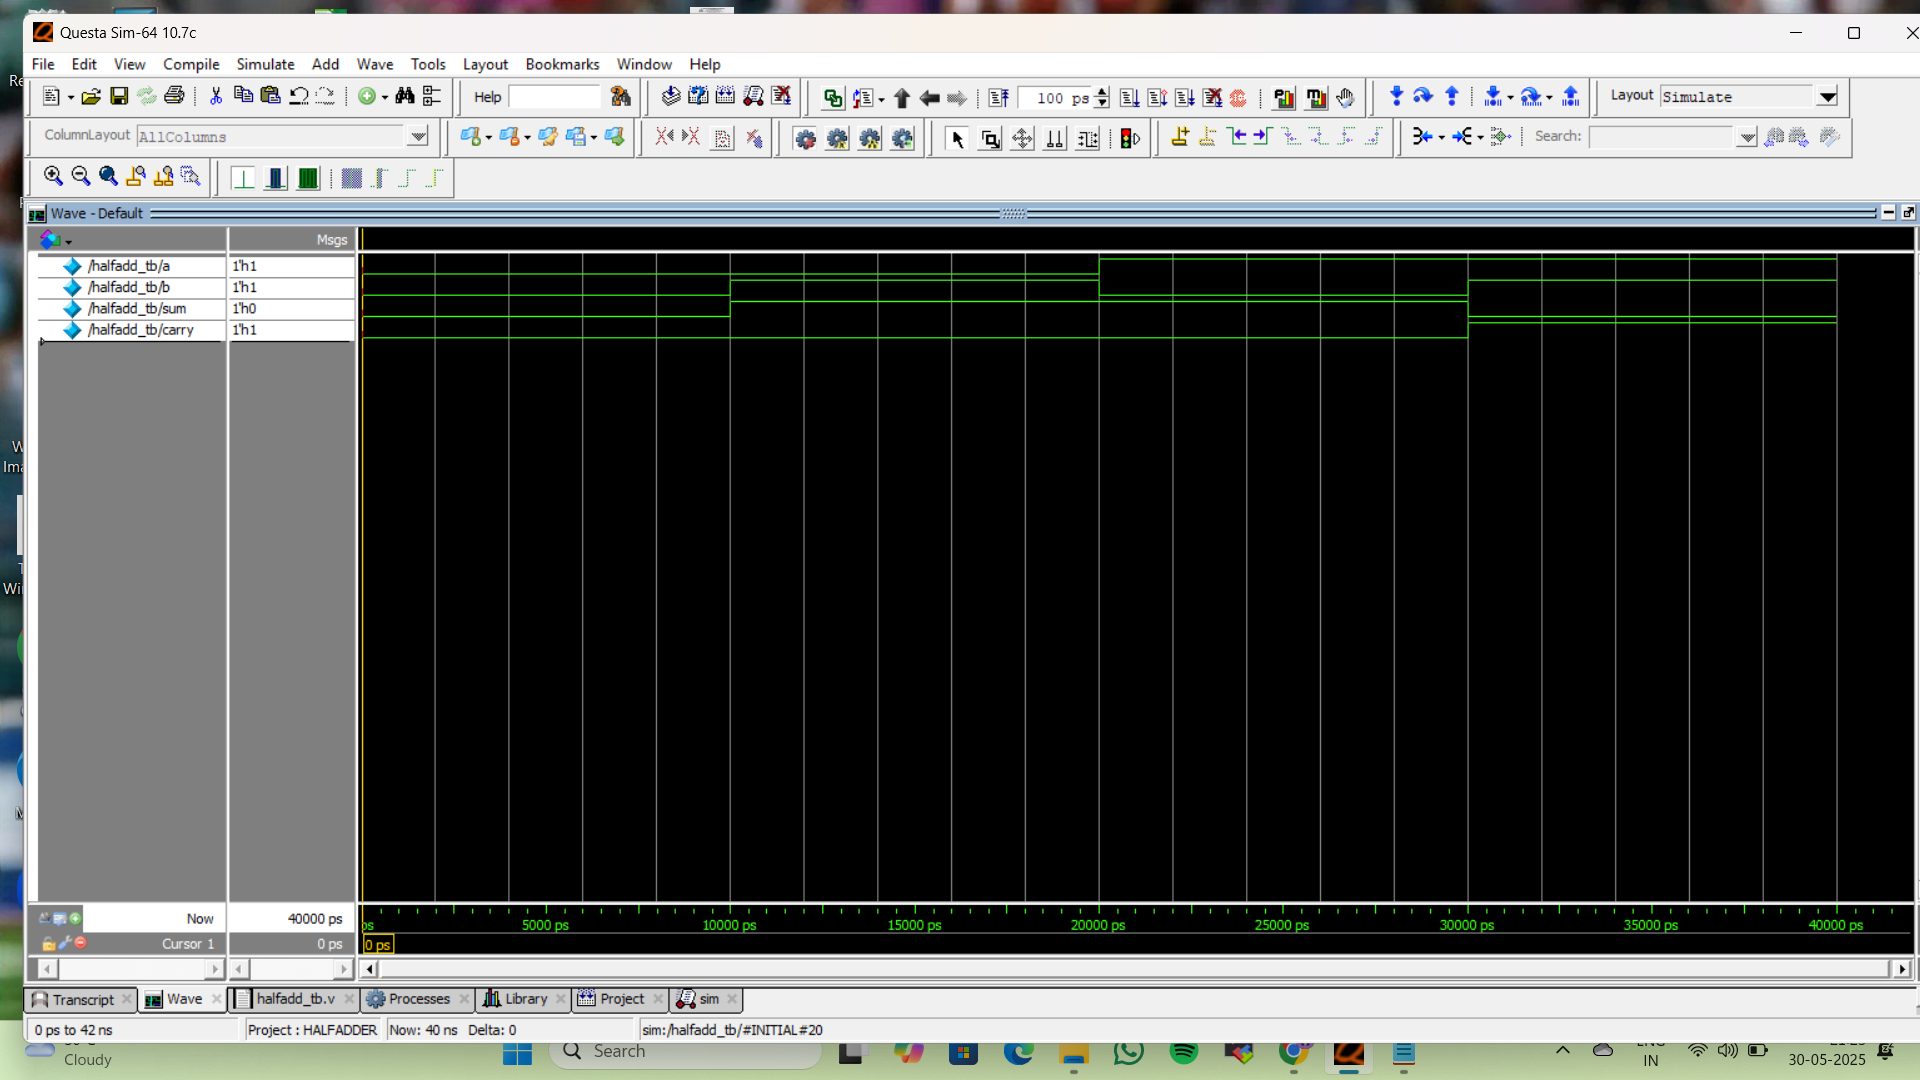 Questa Sim-64 10.7c
File Edit View Compile Simulate Add Wave Tools Layout Bookmarks Window Help
Help 100 ps Layout Simulate
ColumnLayout AllColumns Search:
Wave - Default
Msgs
/halfadd_tb/a 1'h1
/halfadd_tb/b 1'h1
/halfadd_tb/sum 1'h0
/halfadd_tb/carry 1'h1
Now 40000 ps
ps 5000 ps 10000 ps 15000 ps 20000 ps 25000 ps 30000 ps 35000 ps 40000 ps
Cursor 1 0 ps 0 ps
Transcript Wave halfadd_tb.v Processes Library Project sim
0 ps to 42 ns Project : HALFADDER Now: 40 ns Delta: 0 sim:/halfadd_tb/#INITIAL#20
Search
Cloudy
IN
30-05-2025